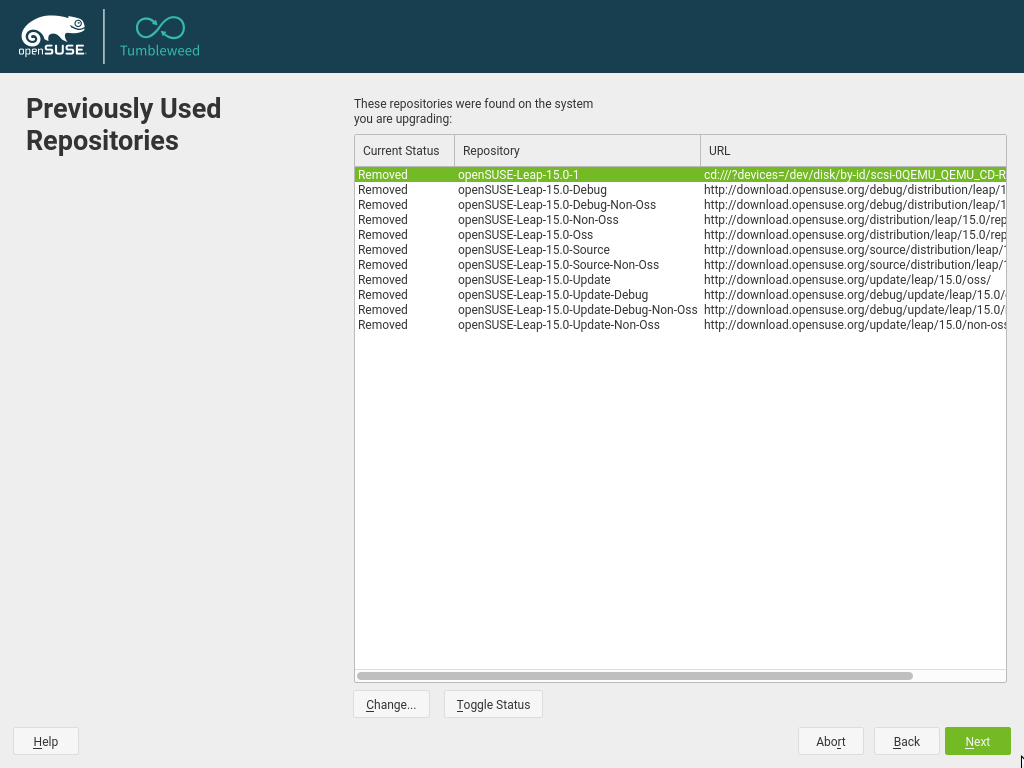 openSUSE
Tumbleweed
Previously Used
Repositories
These repositories were found on the system
you are upgrading:
Current Status Repository URL
Removed openSUSE-Leap-15.0-1 cd:///?devices=/dev/disk/by-id/scsi-0QEMU_QEMU_CD-R
Removed openSUSE-Leap-15.0-Debug http://download.opensuse.org/debug/distribution/leap/1
Removed openSUSE-Leap-15.0-Debug-Non-Oss http://download.opensuse.org/debug/distribution/leap/1
Removed openSUSE-Leap-15.0-Non-Oss http://download.opensuse.org/distribution/leap/15.0/rep
Removed openSUSE-Leap-15.0-Oss http://download.opensuse.org/distribution/leap/15.0/rep
Removed openSUSE-Leap-15.0-Source http://download.opensuse.org/source/distribution/leap/
Removed openSUSE-Leap-15.0-Source-Non-Oss http://download.opensuse.org/source/distribution/leap/
Removed openSUSE-Leap-15.0-Update http://download.opensuse.org/update/leap/15.0/oss/
Removed openSUSE-Leap-15.0-Update-Debug http://download.opensuse.org/debug/update/leap/15.0/
Removed openSUSE-Leap-15.0-Update-Debug-Non-Oss http://download.opensuse.org/debug/update/leap/15.0/
Removed openSUSE-Leap-15.0-Update-Non-Oss http://download.opensuse.org/update/leap/15.0/non-oss
Change... Toggle Status
Help Abort Back Next